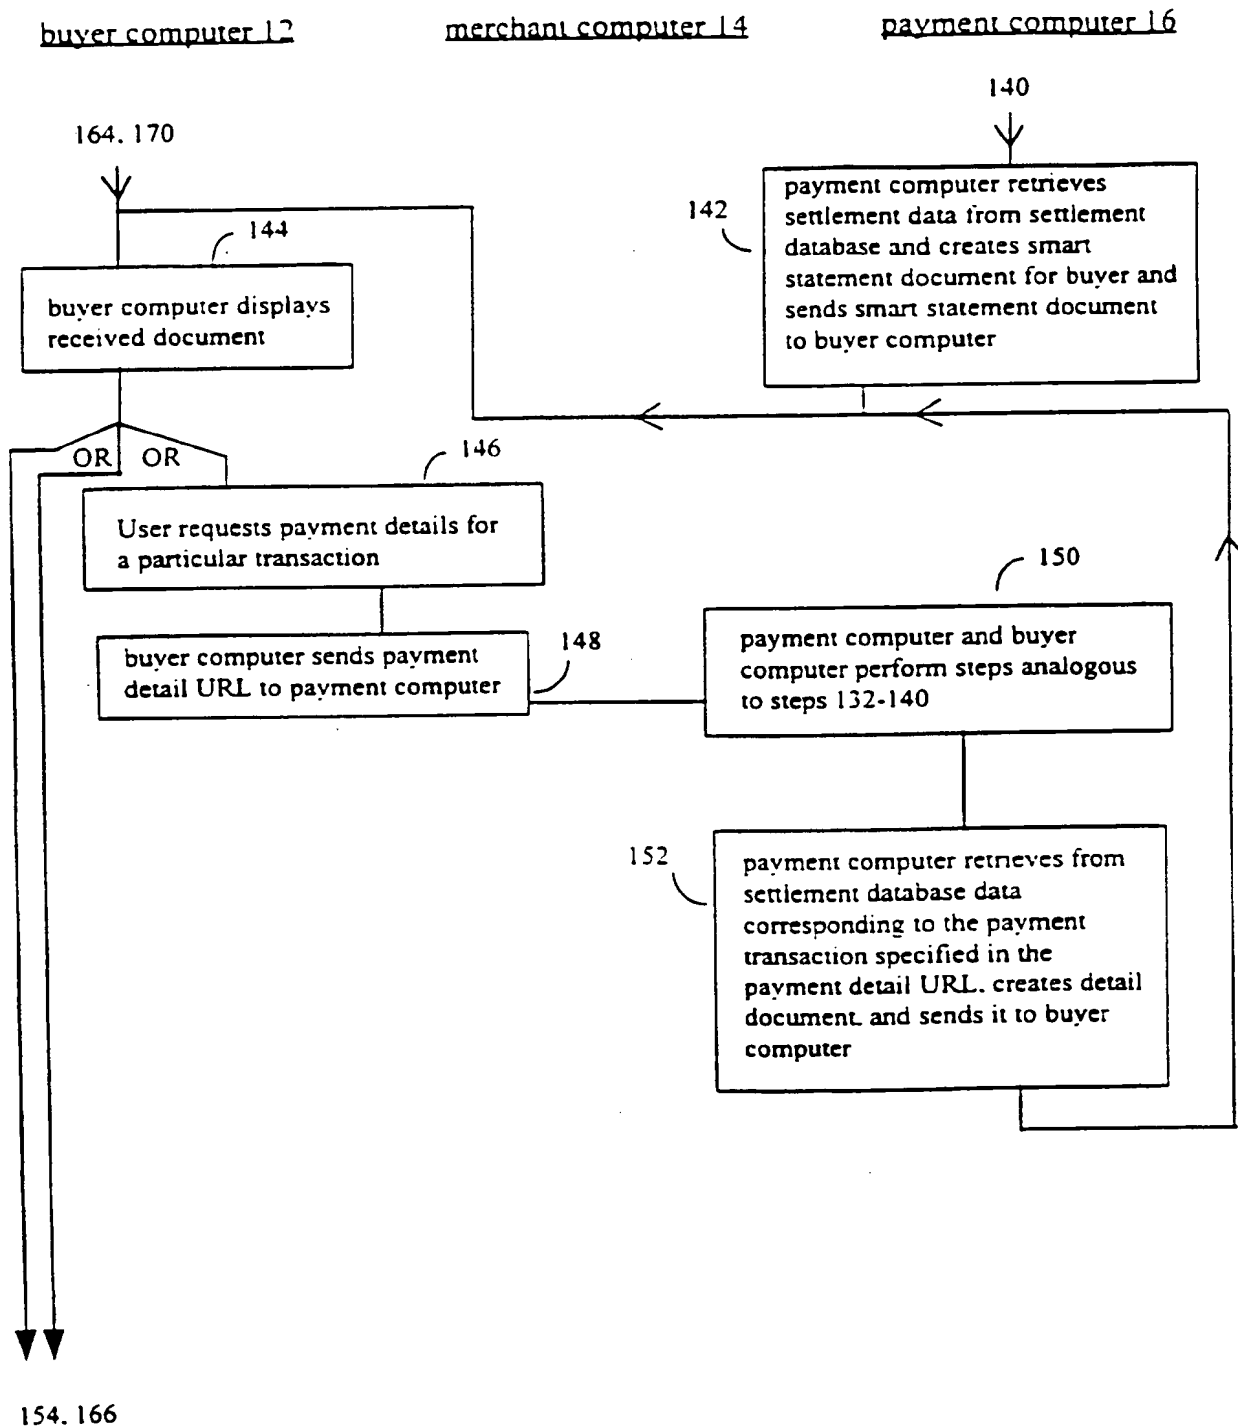 buyer computer 12
merchant computer 14
payment computer 16
140
164. 170
payment computer retrieves
settlement data from settlement
database and creates smart
statement document for buyer and
sends smart statement document
to buyer computer
142
144
buyer computer displays
received document
OR OR
146
User requests payment details for
a particular transaction
150
148
buyer computer sends payment
detail URL to payment computer
payment computer and buyer
computer perform steps analogous
to steps 132-140
152
payment computer retrieves from
settlement database data
corresponding to the payment
transaction specified in the
payment detail URL. creates detail
document. and sends it to buyer
computer
154. 166